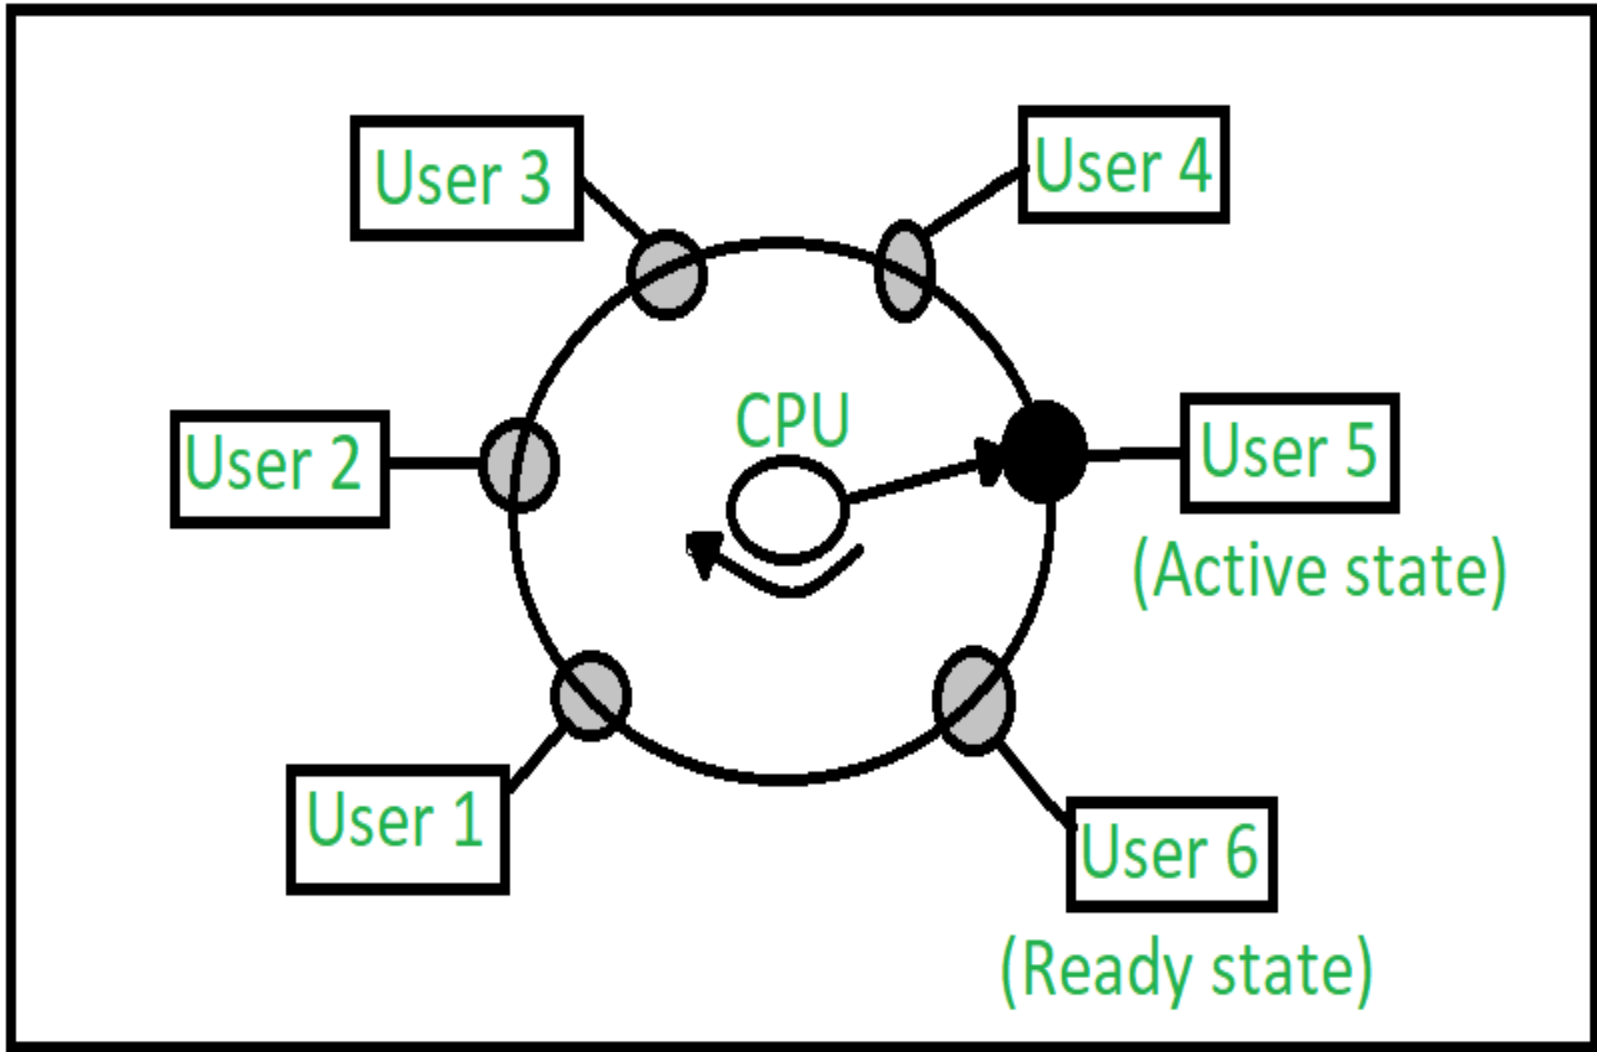 User 3
User 4
CPU
User 2
User 5
(Active state)
User 1
User 6
(Ready state)